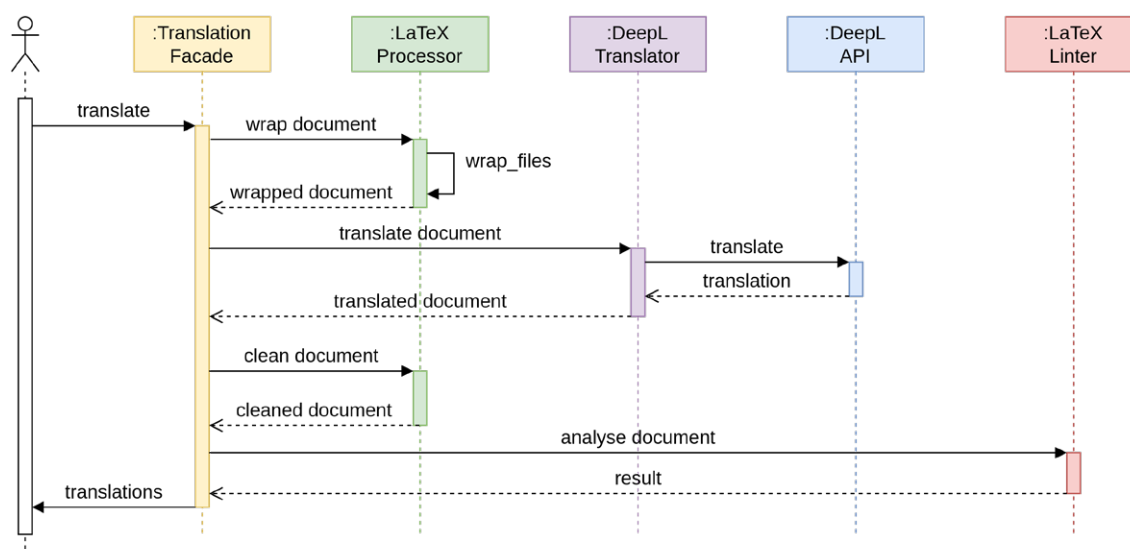 :Translation
Facade
:LaTeX
Processor
:DeepL
Translator
:DeepL
API
:LaTeX
Linter
translate
wrap document
wrap_files
wrapped document
translate document
translate
translation
translated document
clean document
cleaned document
analyse document
result
translations